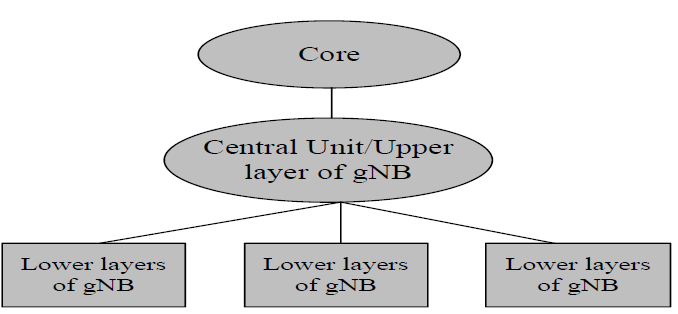 Core
Central Unit/Upper
layer of gNB
Lower layers
of gNB
Lower layers
of gNB
Lower layers
of gNB